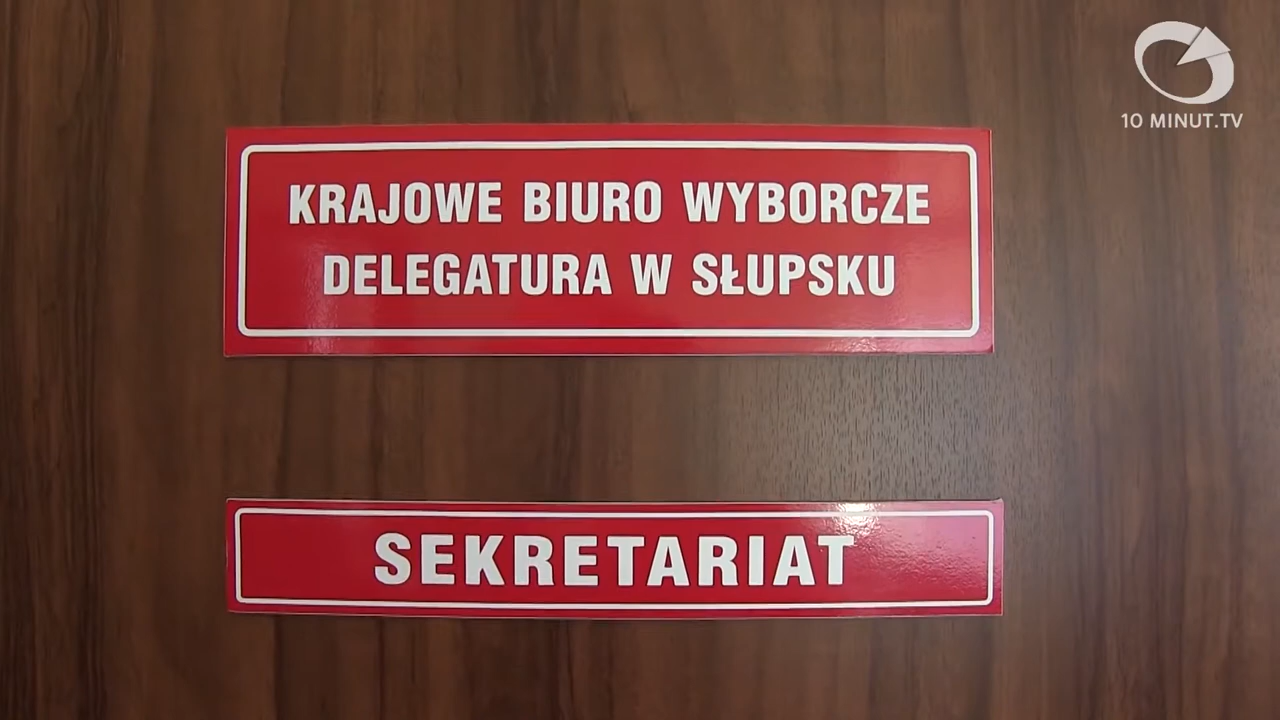 10 MINUT.TV
KRAJOWE BIURO WYBORCZE
DELEGATURA W SŁUPSKU
SEKRETARIAT